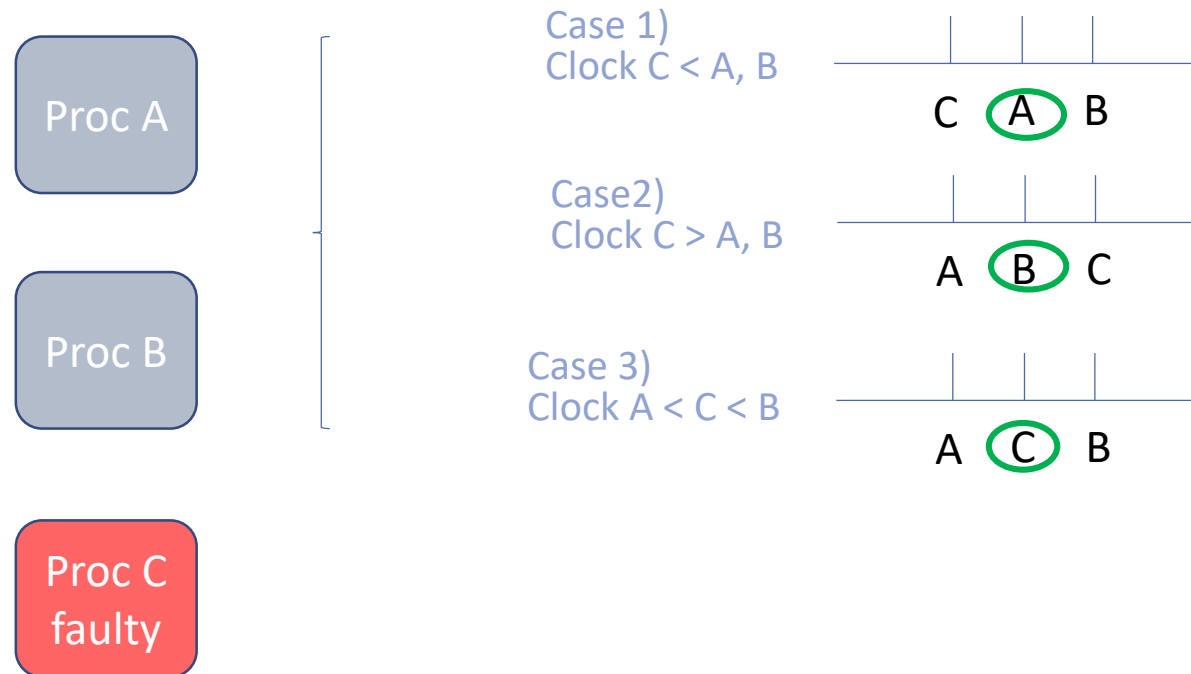 Proc A
Proc B
Proc C
faulty
Case 1)
Clock C < A, B
C A B
Case2)
Clock C > A, B
A B C
Case 3)
Clock A < C < B
A C B